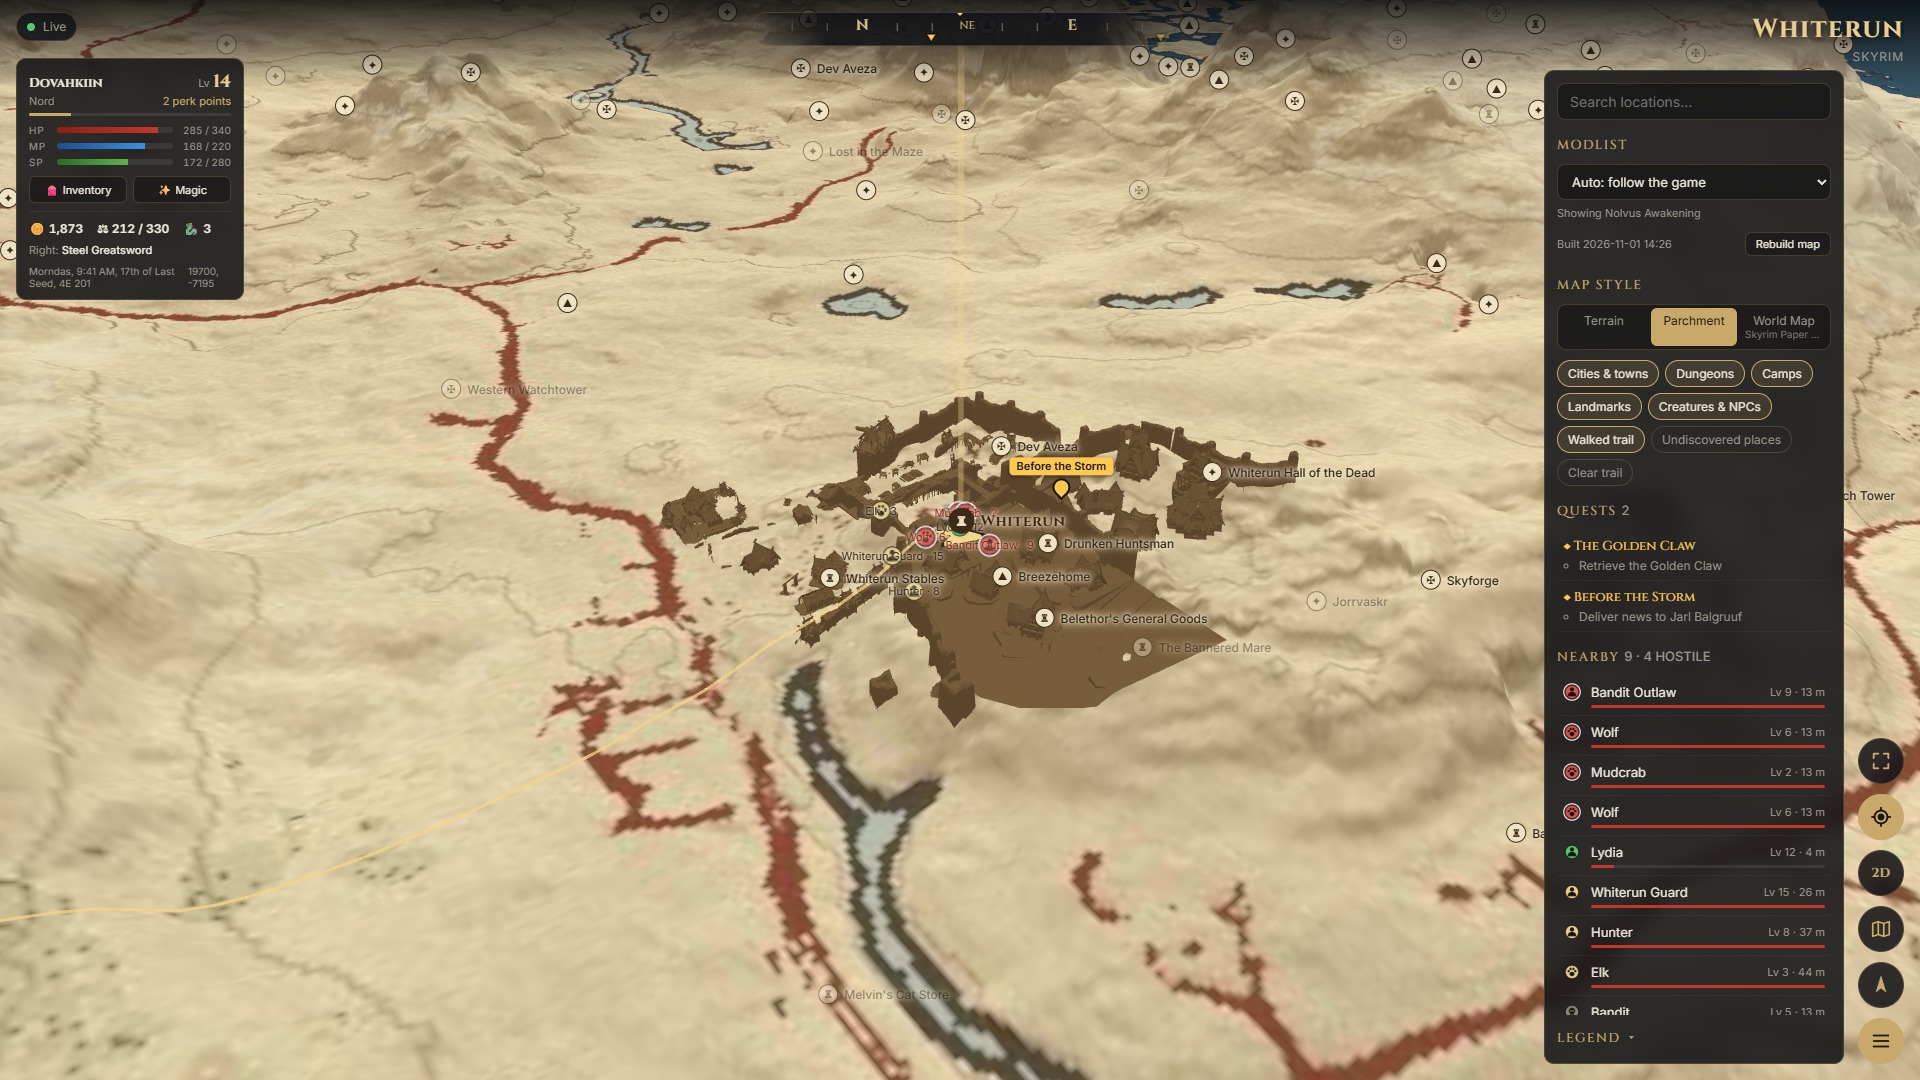 Live
N
NE
E
WHITERUN
SKYRIM
DOVAHKIIN
Lv 14
Nord
2 perk points
HP
285 / 340
MP
168 / 220
SP
172 / 280
Inventory
Magic
1,873
212 / 330
3
Right: Steel Greatsword
Morndas, 9:41 AM, 17th of Last
Seed, 4E 201
19700,
-7195
Dev Aveza
Lost in the Maze
Western Watchtower
Dev Aveza
Before the Storm
Whiterun Hall of the Dead
WHITERUN
Drunken Huntsman
Whiterun Guard · 15
Whiterun Stables
Hunter · 8
Breezehome
Skyforge
Jorrvaskr
Belethor's General Goods
The Bannered Mare
Melvin's Cat Store
ch Tower
Ba
Search locations...
MODLIST
Auto: follow the game
Showing Nolvus Awakening
Built 2026-11-01 14:26
Rebuild map
MAP STYLE
Terrain
Parchment
World Map
Skyrim Paper ...
Cities & towns
Dungeons
Camps
Landmarks
Creatures & NPCs
Walked trail
Undiscovered places
Clear trail
QUESTS 2
THE GOLDEN CLAW
Retrieve the Golden Claw
BEFORE THE STORM
Deliver news to Jarl Balgruuf
NEARBY 9 · 4 HOSTILE
Bandit Outlaw
Lv 9 · 13 m
Wolf
Lv 6 · 13 m
Mudcrab
Lv 2 · 13 m
Wolf
Lv 6 · 13 m
Lydia
Lv 12 · 4 m
Whiterun Guard
Lv 15 · 26 m
Hunter
Lv 8 · 37 m
Elk
Lv 3 · 44 m
Bandit
Lv 5 · 13 m
LEGEND
2D